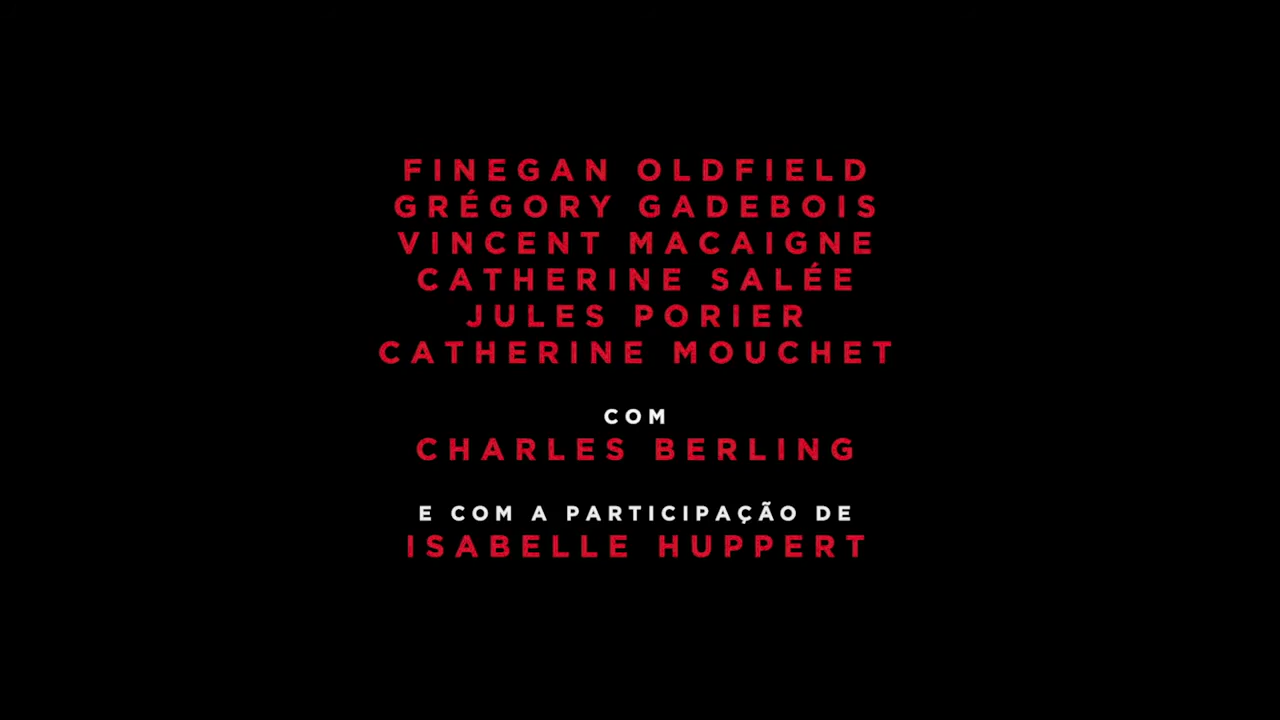 FINEGAN OLDFIELD
GRÉGORY GADEBOIS
VINCENT MACAIGNE
CATHERINE SALÉE
JULES PORIER
CATHERINE MOUCHET
COM
CHARLES BERLING
E COM A PARTICIPAÇÃO DE
ISABELLE HUPPERT